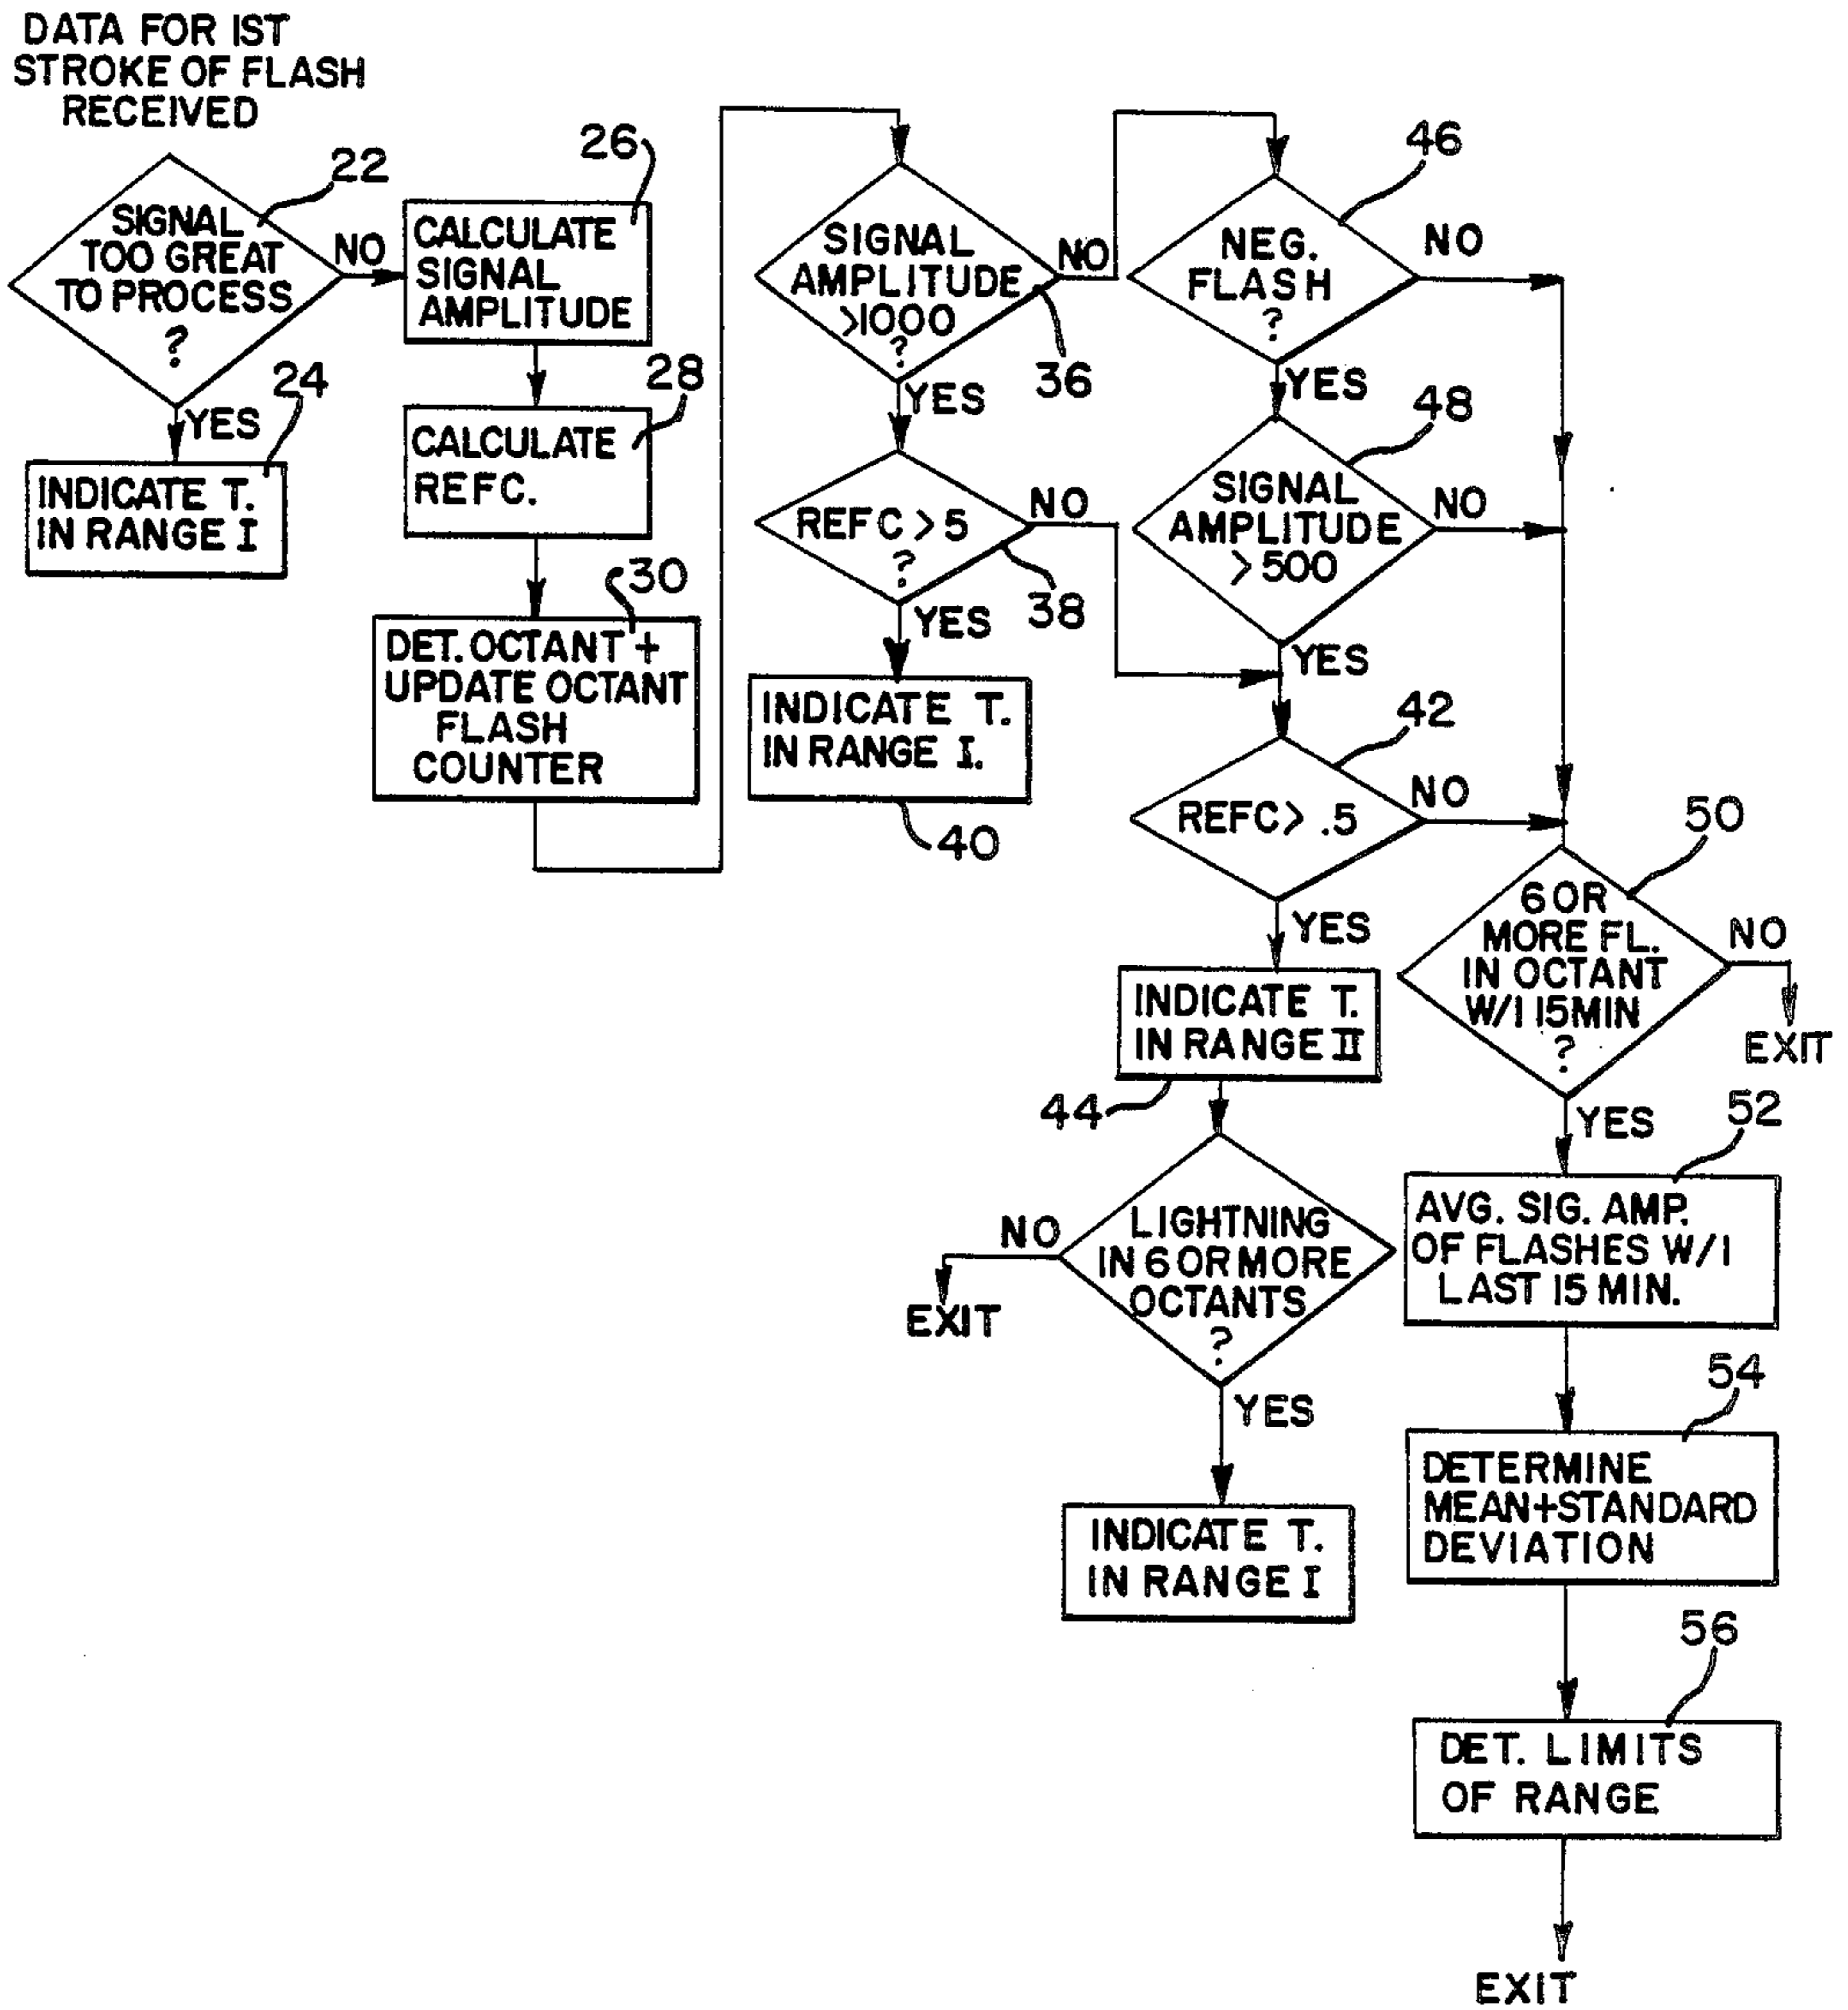 DATA FOR IST
STROKE OF FLASH
RECEIVED
22
SIGNAL
TOO GREAT
TO PROCESS
?
NO
YES
24
INDICATE T.
IN RANGE I
26
CALCULATE
SIGNAL
AMPLITUDE
28
CALCULATE
REFC.
30
DET. OCTANT +
UPDATE OCTANT
FLASH
COUNTER
SIGNAL
AMPLITUDE
>1000
?
36
NO
YES
REFC > 5
?
38
NO
YES
INDICATE T.
IN RANGE I.
40
46
NEG.
FLASH
?
NO
YES
48
SIGNAL
AMPLITUDE
> 500
NO
YES
42
REFC > .5
NO
YES
INDICATE T.
IN RANGE II
44
LIGHTNING
IN 6 OR MORE
OCTANTS
?
NO
EXIT
YES
INDICATE T.
IN RANGE I
50
6 OR
MORE FL.
IN OCTANT
W/I 15MIN
?
NO
EXIT
YES
52
AVG. SIG. AMP.
OF FLASHES W/I
LAST 15 MIN.
54
DETERMINE
MEAN+STANDARD
DEVIATION
56
DET. LIMITS
OF RANGE
EXIT